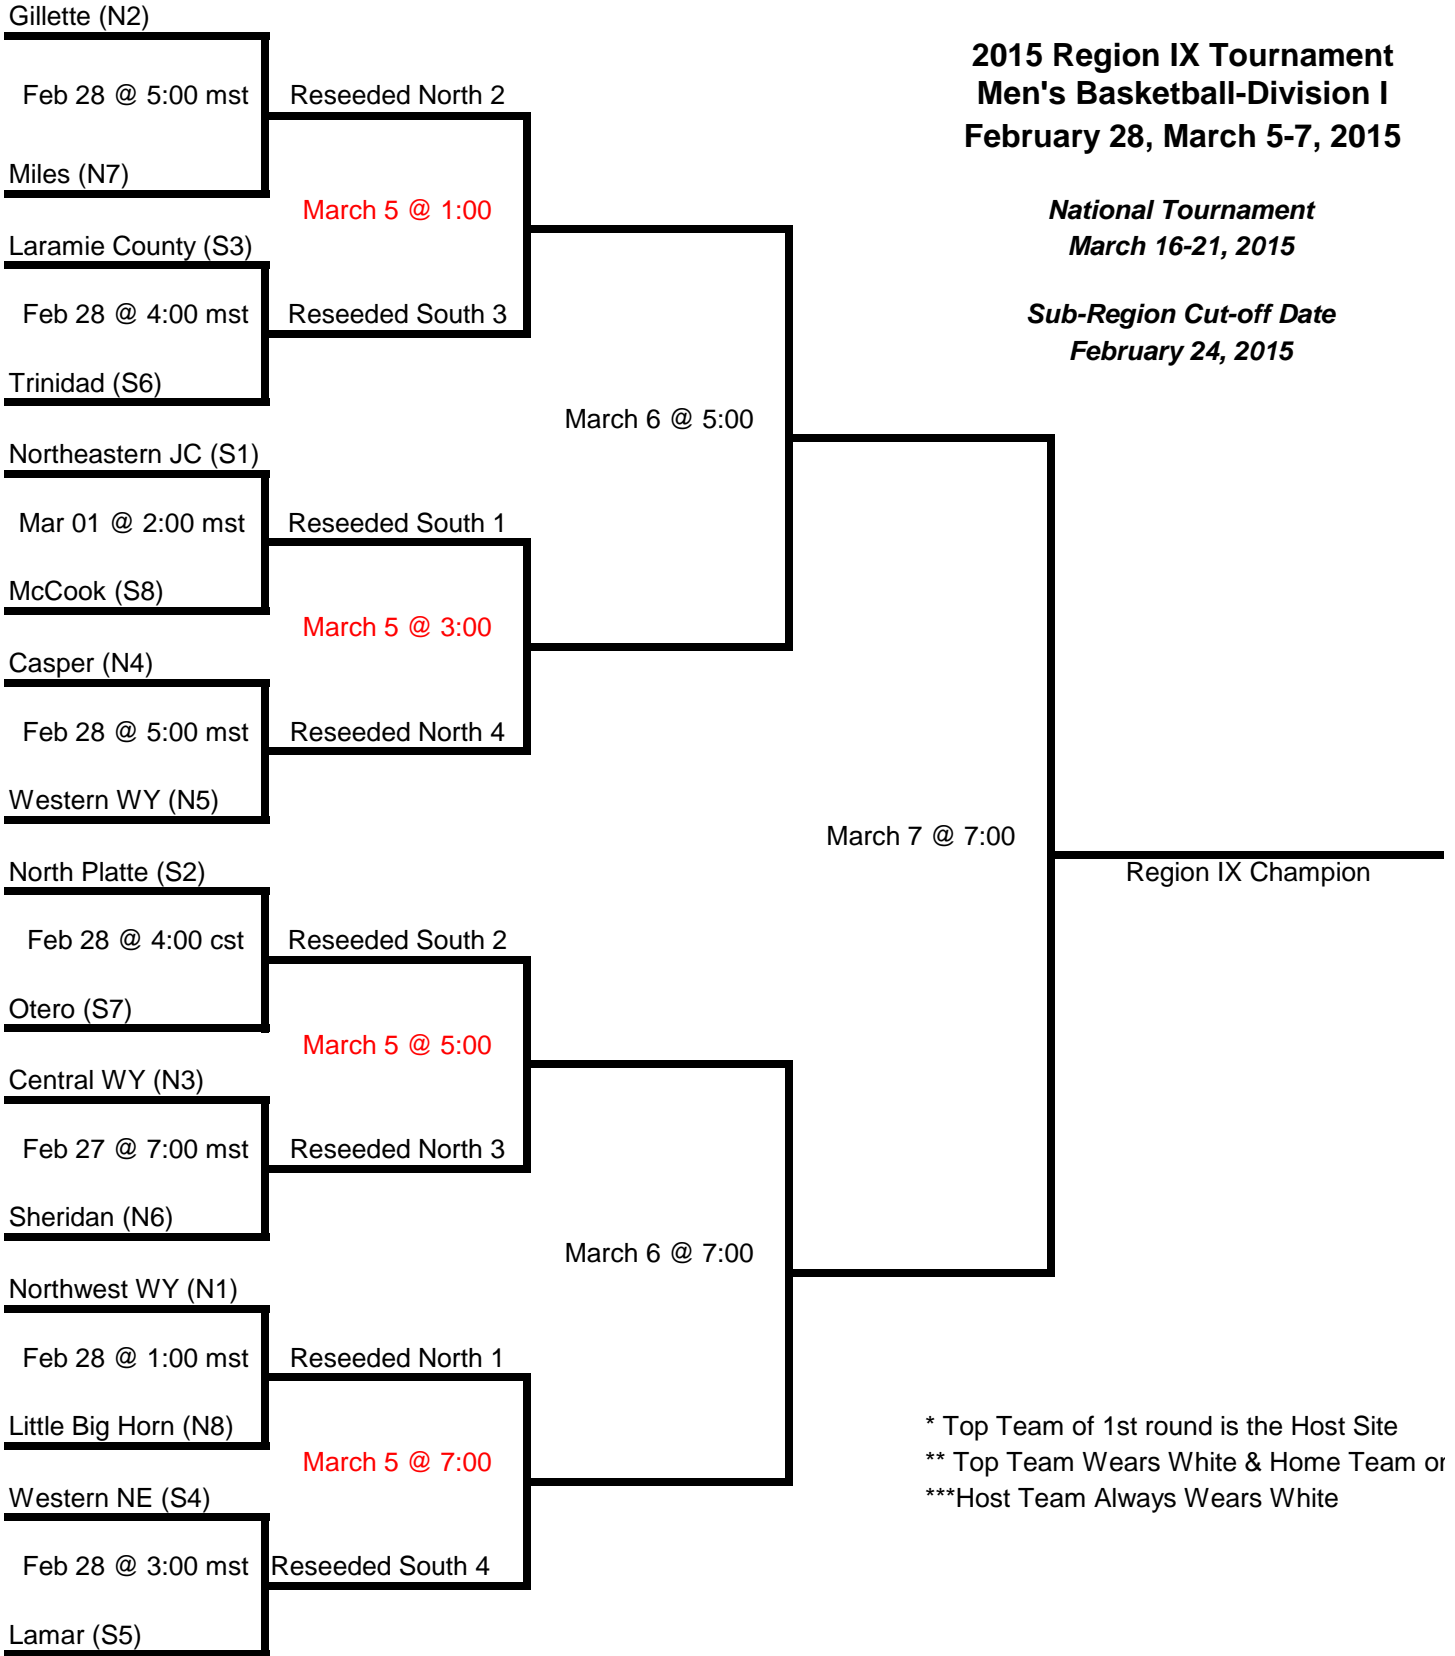 Gillette (N2)
2015 Region IX Tournament
Men's Basketball-Division I
February 28, March 5-7, 2015
Feb 28 @ 5:00 mst
Reseeded North 2
Miles (N7)
March 5 @ 1:00
National Tournament
March 16-21, 2015
Laramie County (S3)
Feb 28 @ 4:00 mst
Reseeded South 3
Sub-Region Cut-off Date
February 24, 2015
Trinidad (S6)
March 6 @ 5:00
Northeastern JC (S1)
Mar 01 @ 2:00 mst
Reseeded South 1
McCook (S8)
March 5 @ 3:00
Casper (N4)
Feb 28 @ 5:00 mst
Reseeded North 4
Western WY (N5)
March 7 @ 7:00
Region IX Champion
North Platte (S2)
Feb 28 @ 4:00 cst
Reseeded South 2
Otero (S7)
March 5 @ 5:00
Central WY (N3)
Feb 27 @ 7:00 mst
Reseeded North 3
Sheridan (N6)
March 6 @ 7:00
Northwest WY (N1)
Feb 28 @ 1:00 mst
Reseeded North 1
Little Big Horn (N8)
March 5 @ 7:00
* Top Team of 1st round is the Host Site
** Top Team Wears White & Home Team or
***Host Team Always Wears White
Western NE (S4)
Feb 28 @ 3:00 mst
Reseeded South 4
Lamar (S5)